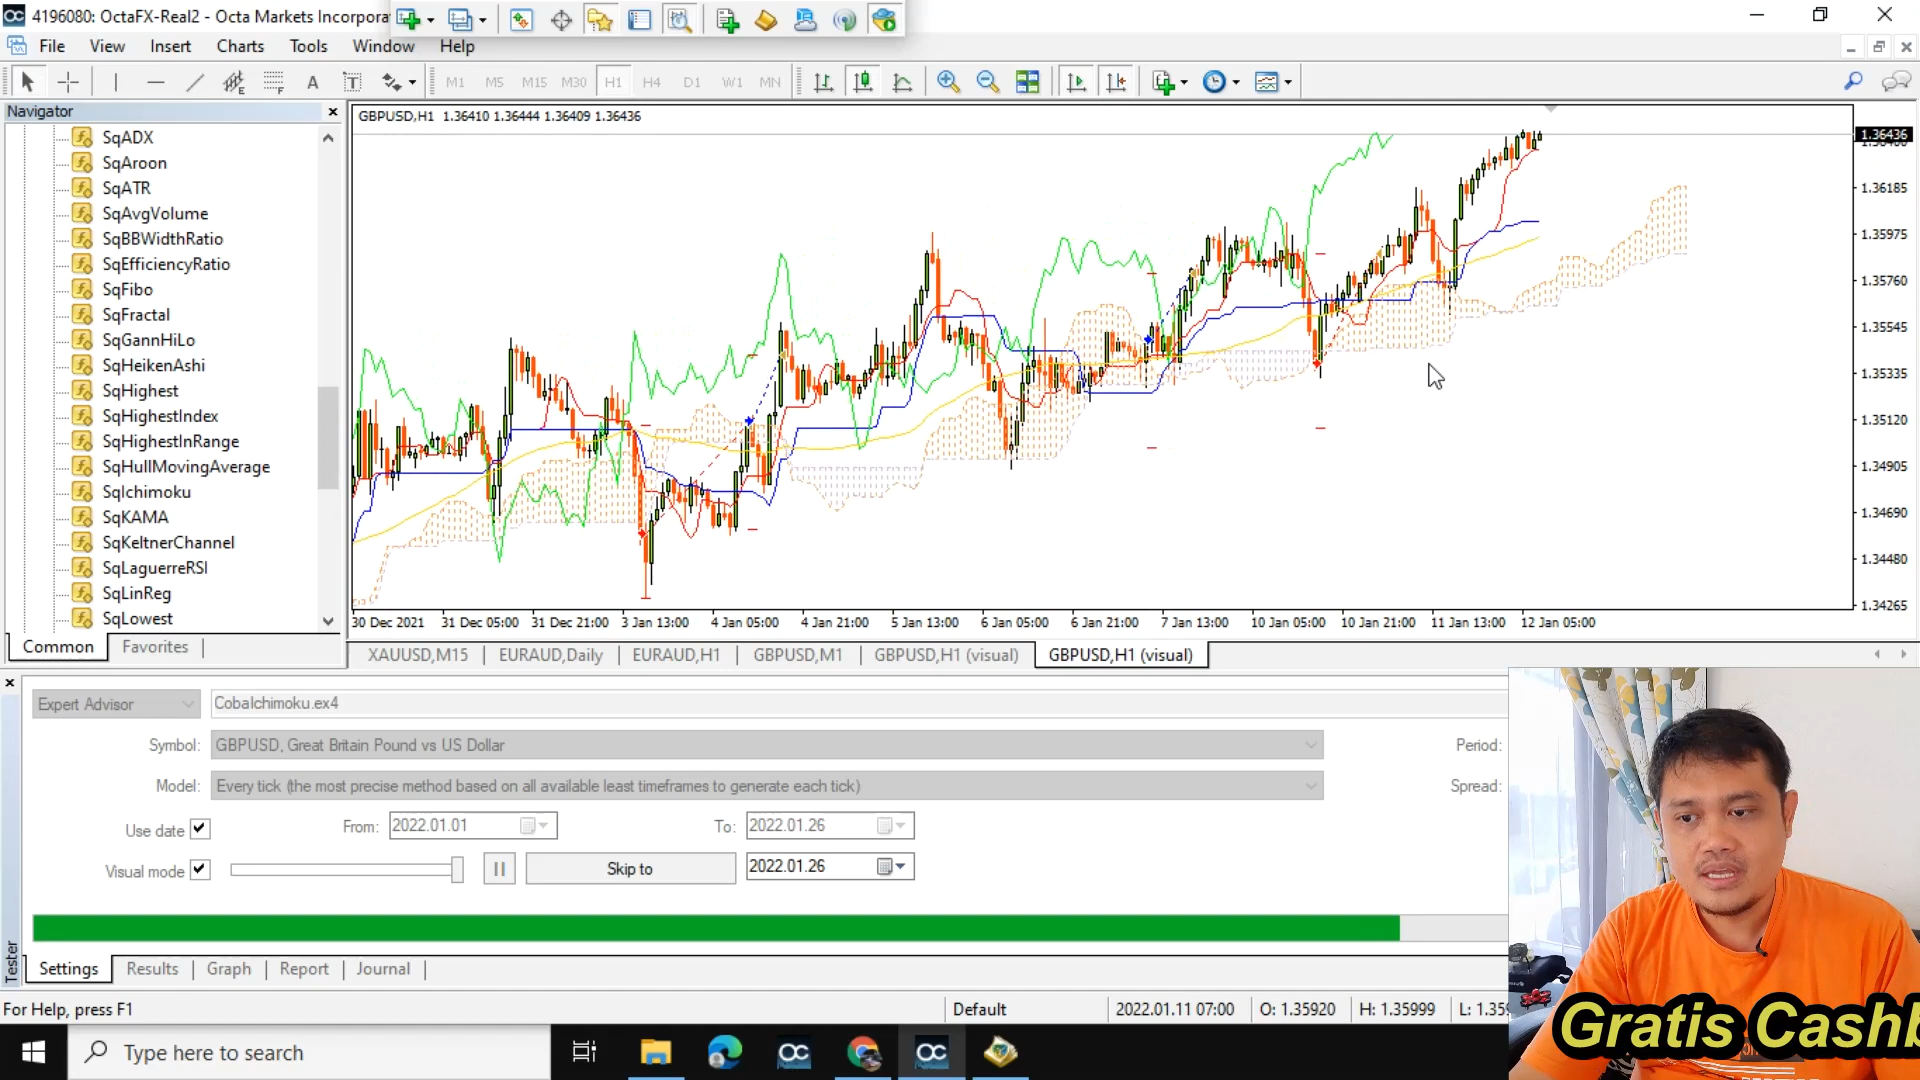 4196080: OctaFX-Real2 - Octa Markets Incorpora
File View Insert Charts Tools Window Help
M1 M5 M15 M30 H1 H4 D1 W1 MN
Navigator
SqADX
SqAroon
SqATR
SqAvgVolume
SqBBWidthRatio
SqEfficiencyRatio
SqFibo
SqFractal
SqGannHiLo
SqHeikenAshi
SqHighest
SqHighestIndex
SqHighestInRange
SqHullMovingAverage
SqIchimoku
SqKAMA
SqKeltnerChannel
SqLaguerreRSI
SqLinReg
SqLowest
Common Favorites
GBPUSD,H1 1.36410 1.36444 1.36409 1.36436
1.36436
1.36185
1.35975
1.35760
1.35545
1.35335
1.35120
1.34905
1.34690
1.34480
1.34265
30 Dec 2021 31 Dec 05:00 31 Dec 21:00 3 Jan 13:00 4 Jan 05:00 4 Jan 21:00 5 Jan 13:00 6 Jan 05:00 6 Jan 21:00 7 Jan 13:00 10 Jan 05:00 10 Jan 21:00 11 Jan 13:00 12 Jan 05:00
XAUUSD,M15 EURAUD,Daily EURAUD,H1 GBPUSD,M1 GBPUSD,H1 (visual) GBPUSD,H1 (visual)
Expert Advisor CobaIchimoku.ex4
Symbol: GBPUSD, Great Britain Pound vs US Dollar Period:
Model: Every tick (the most precise method based on all available least timeframes to generate each tick) Spread:
Use date From: 2022.01.01 To: 2022.01.26
Visual mode Skip to 2022.01.26
Tester
Settings Results Graph Report Journal
For Help, press F1 Default 2022.01.11 07:00 O: 1.35920 H: 1.35999 L: 1.35
Gratis Cashb
Type here to search